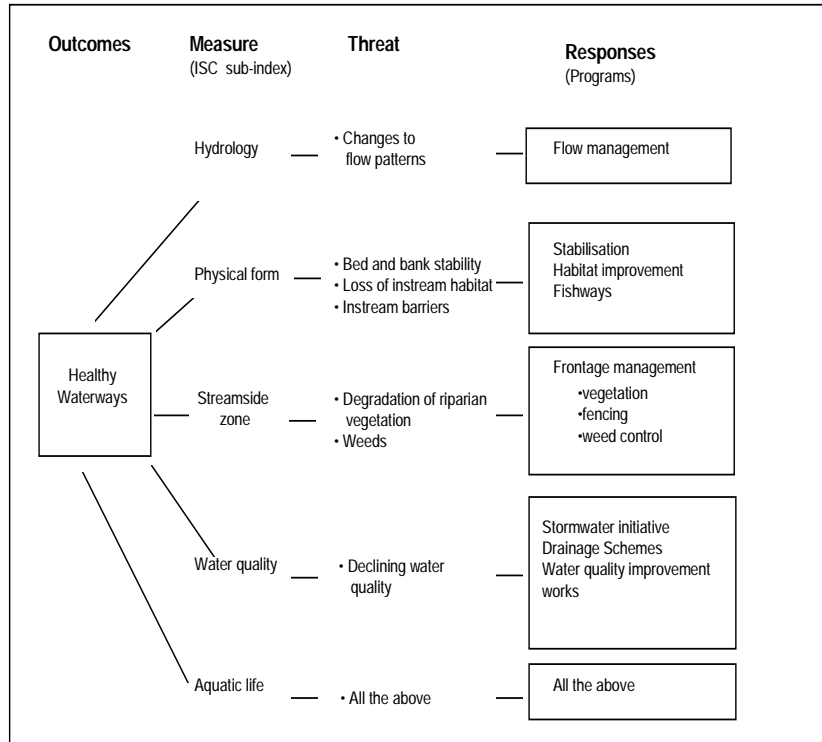 Outcomes
Measure
(ISC sub-index)
Threat
Responses
(Programs)
Hydrology
• Changes to
flow patterns
Flow management
Physical form
• Bed and bank stability
• Loss of instream habitat
• Instream barriers
Stabilisation
Habitat improvement
Fishways
Healthy
Waterways
Streamside
zone
• Degradation of riparian
vegetation
• Weeds
Frontage management
•vegetation
•fencing
•weed control
Water quality
• Declining water
quality
Stormwater initiative
Drainage Schemes
Water quality improvement
works
Aquatic life
• All the above
All the above